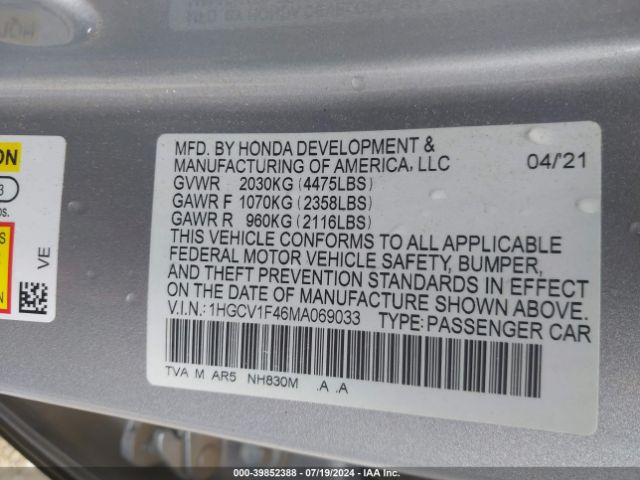 MFD. BY HONDA DEVELOPMENT &
MANUFACTURING OF AMERICA, LLC 04/'21
GVWR 2030KG (4475LBS)
GAWR F 1070KG (2358LBS)
GAWR R 960KG (2116LBS)
THIS VEHICLE CONFORMS TO ALL APPLICABLE
FEDERAL MOTOR VEHICLE SAFETY, BUMPER,
AND THEFT PREVENTION STANDARDS IN EFFECT
ON THE DATE OF MANUFACTURE SHOWN ABOVE.
V.I.N.: 1HGCV1F46MA069033 TYPE: PASSENGER CAR
TVA M AR5 NH830M .A .A
VE
000-39852388 | 07/19/2024 | IAA Inc.